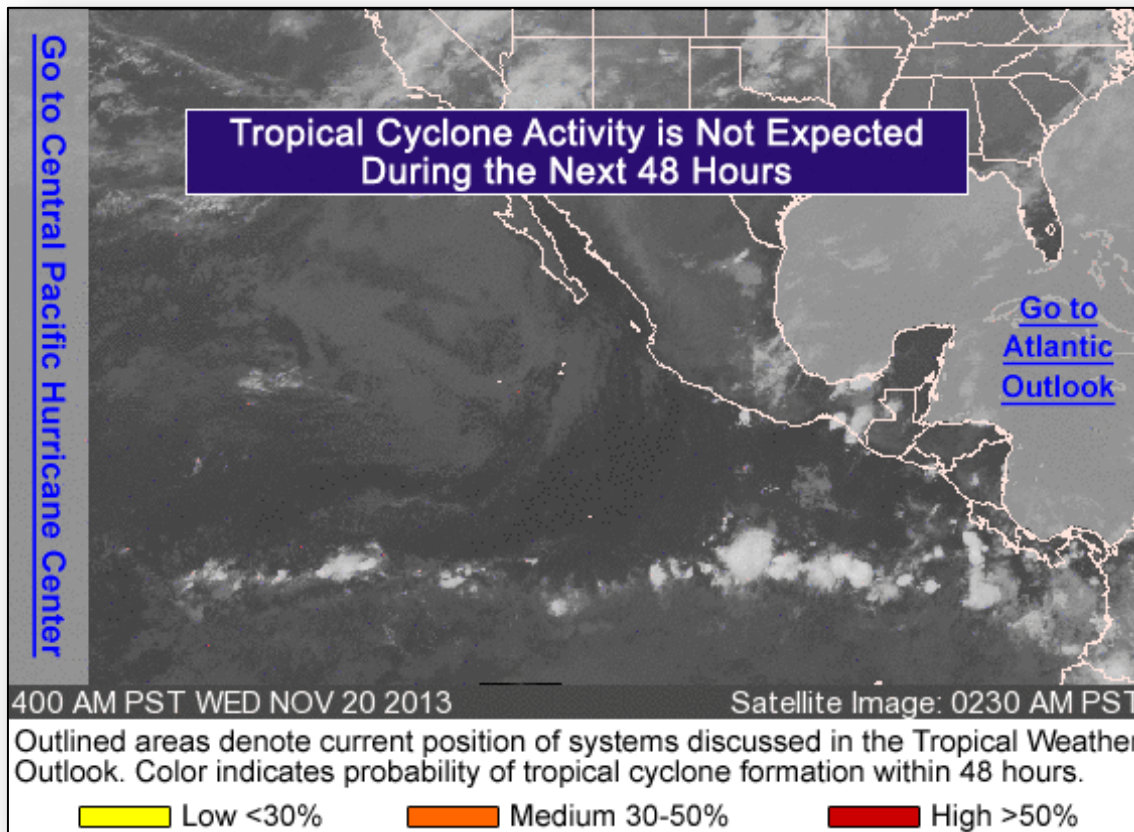 Go to Central Pacific Hurricane Center
Tropical Cyclone Activity is Not Expected
During the Next 48 Hours
Go to
Atlantic
Outlook
400 AM PST WED NOV 20 2013
Satellite Image: 0230 AM PST
Outlined areas denote current position of systems discussed in the Tropical Weather
Outlook. Color indicates probability of tropical cyclone formation within 48 hours.
Low <30%
Medium 30-50%
High >50%